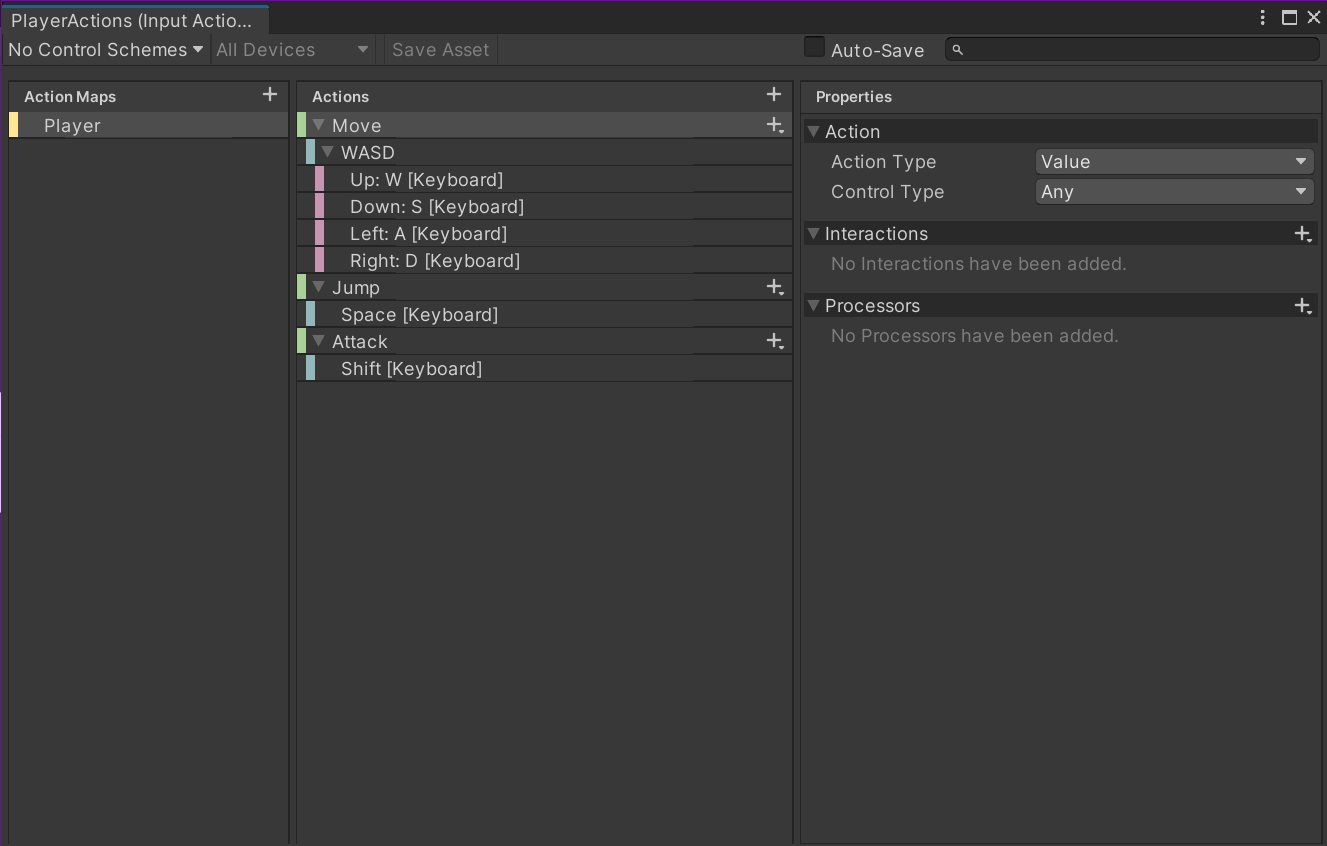 PlayerActions (Input Actio...
No Control Schemes All Devices Save Asset Auto-Save
Action Maps
Player
Actions
Move
WASD
Up: W [Keyboard]
Down: S [Keyboard]
Left: A [Keyboard]
Right: D [Keyboard]
Jump
Space [Keyboard]
Attack
Shift [Keyboard]
Properties
Action
Action Type Value
Control Type Any
Interactions
No Interactions have been added.
Processors
No Processors have been added.